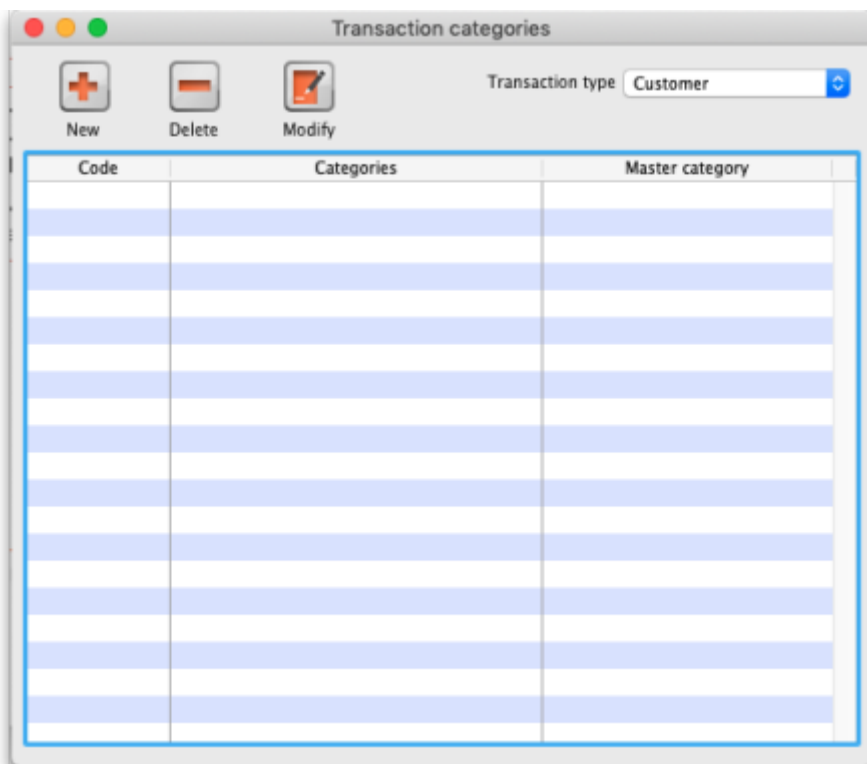 Transaction categories
Transaction type Customer
New Delete Modify
Code Categories Master category